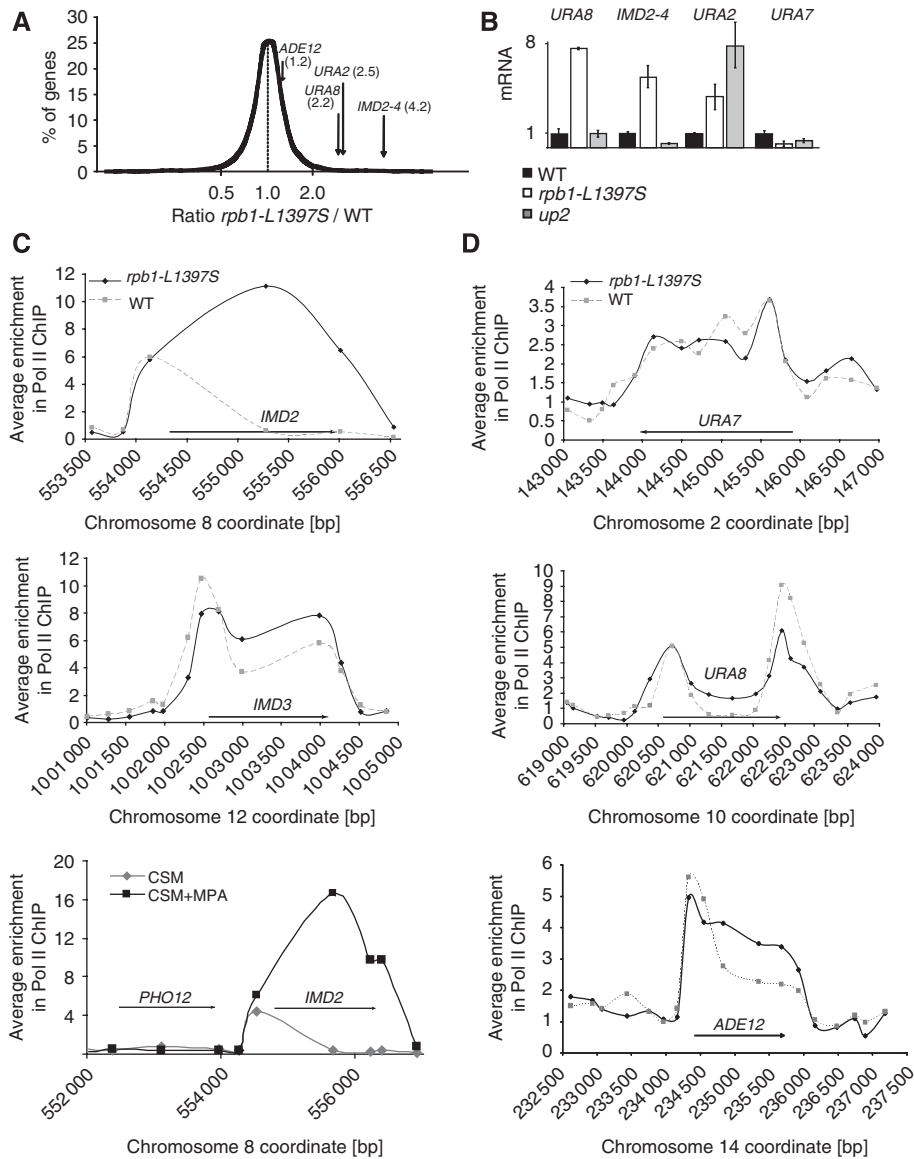 A
% of genes
30
25
20
15
10
5
0
ADE12
(1.2)
URA2 (2.5)
URA8
(2.2)
IMD2-4 (4.2)
0.5 1.0 2.0
Ratio rpb1-L1397S / WT
B
URA8 IMD2-4 URA2 URA7
mRNA
8
1
WT
rpb1-L1397S
up2
C
Average enrichment
in Pol II ChIP
12
10
8
6
4
2
0
rpb1-L1397S
WT
IMD2
553 500 554 000 554 500 555 000 555 500 556 000 556 500
Chromosome 8 coordinate [bp]
Average enrichment
in Pol II ChIP
12
10
8
6
4
2
0
IMD3
1001 000 1001 500 1002 000 1002 500 1003 000 1003 500 1004 000 1004 500 1005 000
Chromosome 12 coordinate [bp]
Average enrichment
in Pol II ChIP
20
16
12
8
4
CSM
CSM+MPA
PHO12
IMD2
552 000 554 000 556 000
Chromosome 8 coordinate [bp]
D
Average enrichment
in Pol II ChIP
4
3.5
3
2.5
2
1.5
1
0.5
0
rpb1-L1397S
WT
URA7
143 000 143 500 144 000 144 500 145 000 145 500 146 000 146 500 147 000
Chromosome 2 coordinate [bp]
Average enrichment
in Pol II ChIP
10
9
8
7
6
5
4
3
2
1
0
URA8
619 000 619 500 620 000 620 500 621 000 621 500 622 000 622 500 623 000 623 500 624 000
Chromosome 10 coordinate [bp]
Average enrichment
in Pol II ChIP
6
5
4
3
2
1
0
ADE12
232 500 233 000 233 500 234 000 234 500 235 000 235 500 236 000 236 500 237 000 237 500
Chromosome 14 coordinate [bp]